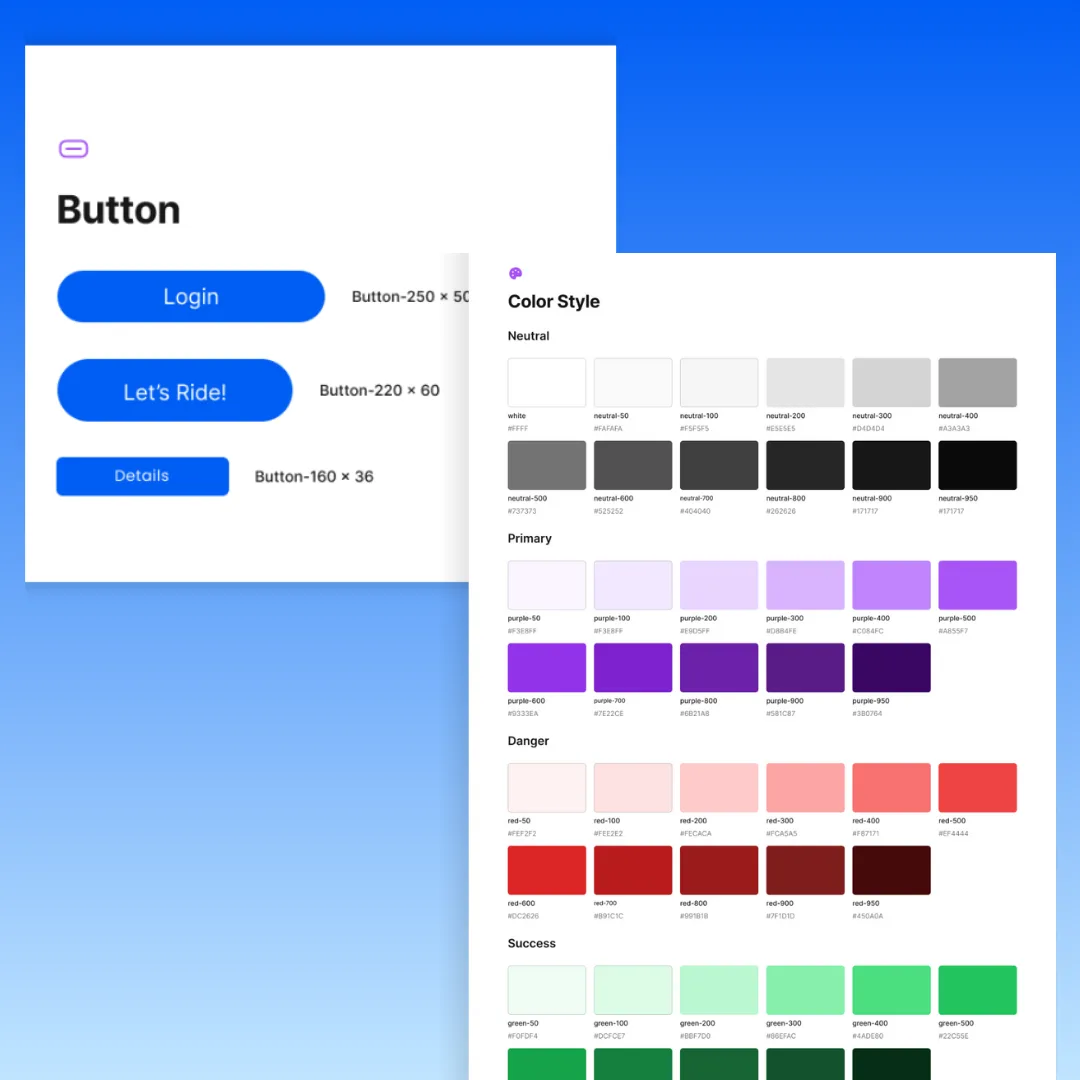 Button
Login
Button-250 × 50
Let's Ride!
Button-220 × 60
Details
Button-160 × 36
Color Style
Neutral
white neutral-50 neutral-100 neutral-200 neutral-300 neutral-400
#FFFF #FAFAFA #F5F5F5 #E5E5E5 #D4D4D4 #A3A3A3
neutral-500 neutral-600 neutral-700 neutral-800 neutral-900 neutral-950
#737373 #525252 #404040 #262626 #171717 #171717
Primary
purple-50 purple-100 purple-200 purple-300 purple-400 purple-500
#F3E8FF #F3E8FF #E9D5FF #D8B4FE #C084FC #A855F7
purple-600 purple-700 purple-800 purple-900 purple-950
#9333EA #7E22CE #6B21A8 #581C87 #3B0764
Danger
red-50 red-100 red-200 red-300 red-400 red-500
#FEF2F2 #FEE2E2 #FECACA #FCA5A5 #F87171 #EF4444
red-600 red-700 red-800 red-900 red-950
#DC2626 #B91C1C #991B1B #7F1D1D #450A0A
Success
green-50 green-100 green-200 green-300 green-400 green-500
#F0FDF4 #DCFCE7 #BBF7D0 #86EFAC #4ADE80 #22C55E